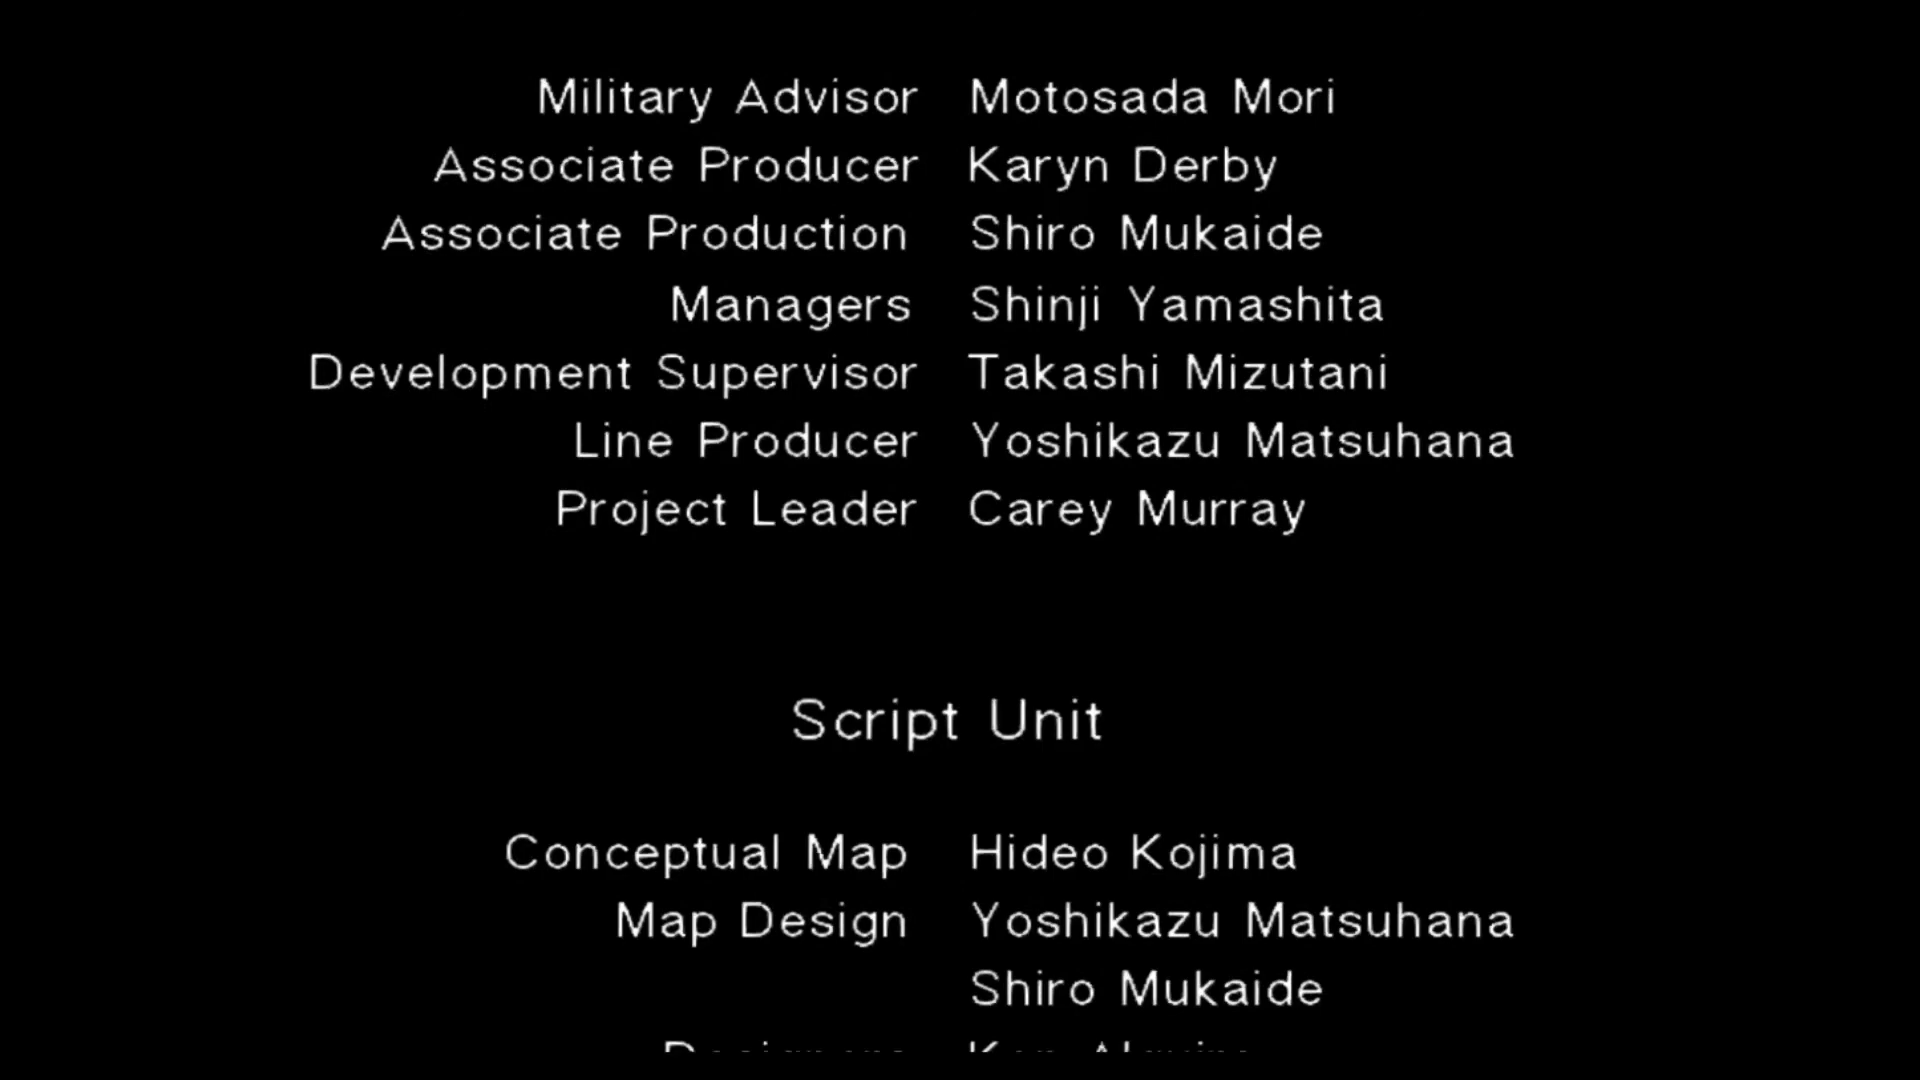 Military Advisor Motosada Mori
Associate Producer Karyn Derby
Associate Production Shiro Mukaide
Managers Shinji Yamashita
Development Supervisor Takashi Mizutani
Line Producer Yoshikazu Matsuhana
Project Leader Carey Murray
Script Unit
Conceptual Map Hideo Kojima
Map Design Yoshikazu Matsuhana
Shiro Mukaide